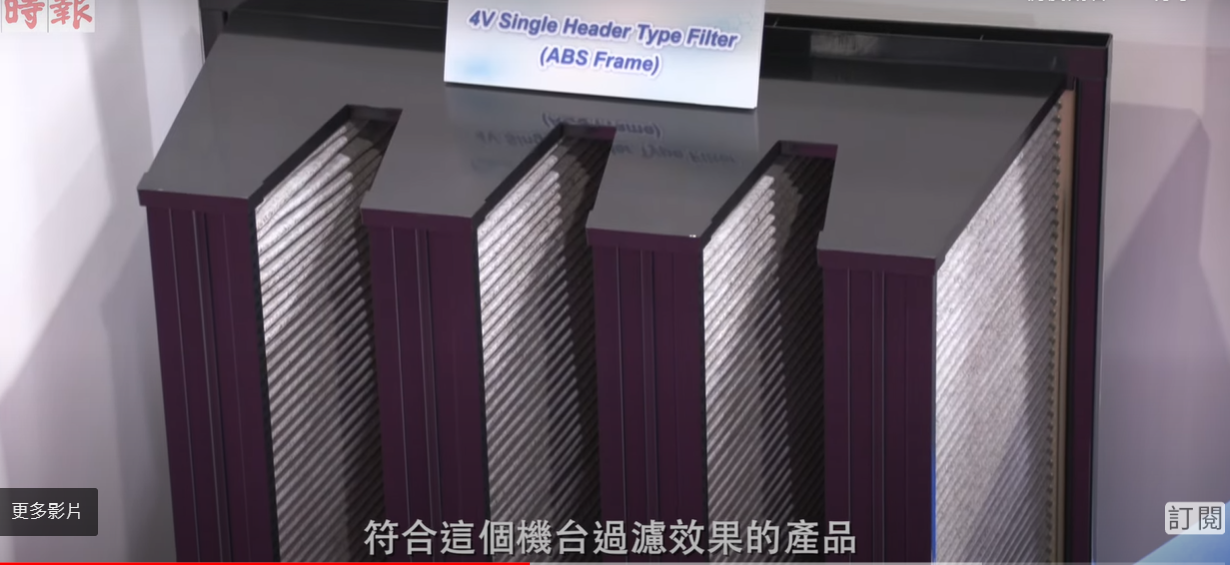 時報
4V Single Header Type Filter
(ABS Frame)
更多影片
符合這個機台過濾效果的產品
訂閱